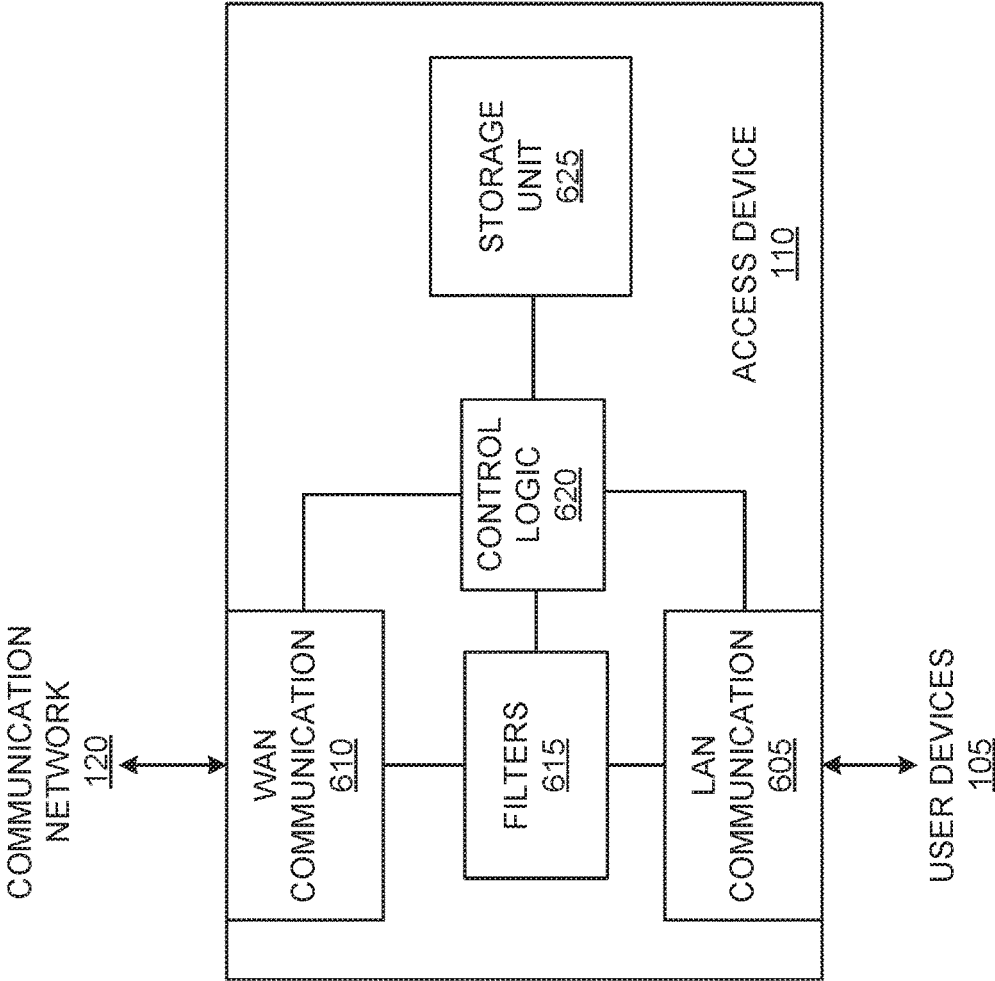 COMMUNICATION
NETWORK
120
WAN
COMMUNICATION
610
FILTERS
615
LAN
COMMUNICATION
605
USER DEVICES
105
CONTROL
LOGIC
620
STORAGE
UNIT
625
ACCESS DEVICE
110